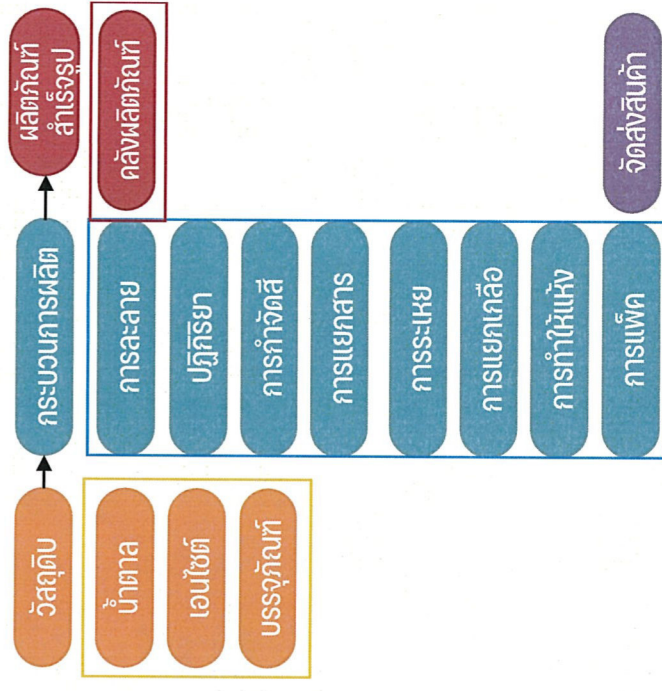 วัสถุดิบ
กระบวนการผลิต
ผลิตภัณฑ์
สำเร็จรูป
น้ำตาล
เอนไซต์
บรรจุภัณฑ์
การละลาย
ปฏิกิริยา
การกำจัดสี
การแยกสาร
การระเหย
การแยกเกลือ
การทำให้แห้ง
การแพ็ค
คลังผลิตภัณฑ์
จัดส่งสินค้า